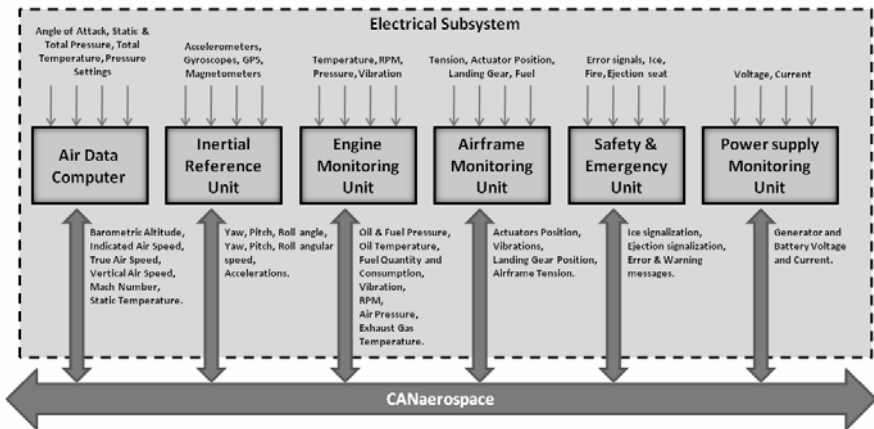 Electrical Subsystem
Angle of Attack, Static &
Total Pressure, Total
Temperature, Pressure
Settings
Accelerometers,
Gyroscopes, GPS,
Magnetometers
Temperature, RPM,
Pressure, Vibration
Tension, Actuator Position,
Landing Gear, Fuel
Error signals, Ice,
Fire, Ejection seat
Voltage, Current
Air Data
Computer
Inertial
Reference
Unit
Engine
Monitoring
Unit
Airframe
Monitoring
Unit
Safety &
Emergency
Unit
Power supply
Monitoring
Unit
Barometric Altitude,
Indicated Air Speed,
True Air Speed,
Vertical Air Speed,
Mach Number,
Static Temperature.
Yaw, Pitch, Roll angle,
Yaw, Pitch, Roll angular
speed,
Accelerations.
Oil & Fuel Pressure,
Oil Temperature,
Fuel Quantity and
Consumption,
Vibration,
RPM,
Air Pressure,
Exhaust Gas
Temperature.
Actuators Position,
Vibrations,
Landing Gear Position,
Airframe Tension.
Ice signalization,
Ejection signalization,
Error & Warning
messages.
Generator and
Battery Voltage
and Current.
CANaerospace